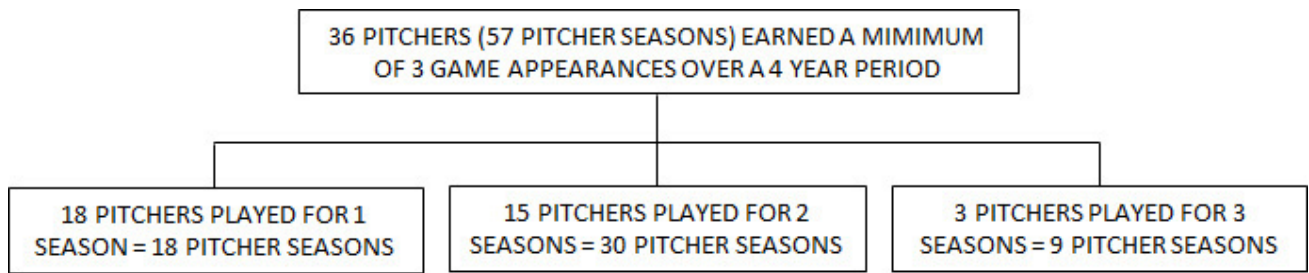 36 PITCHERS (57 PITCHER SEASONS) EARNED A MIMIMUM
OF 3 GAME APPEARANCES OVER A 4 YEAR PERIOD
18 PITCHERS PLAYED FOR 1
SEASON = 18 PITCHER SEASONS
15 PITCHERS PLAYED FOR 2
SEASONS = 30 PITCHER SEASONS
3 PITCHERS PLAYED FOR 3
SEASONS = 9 PITCHER SEASONS